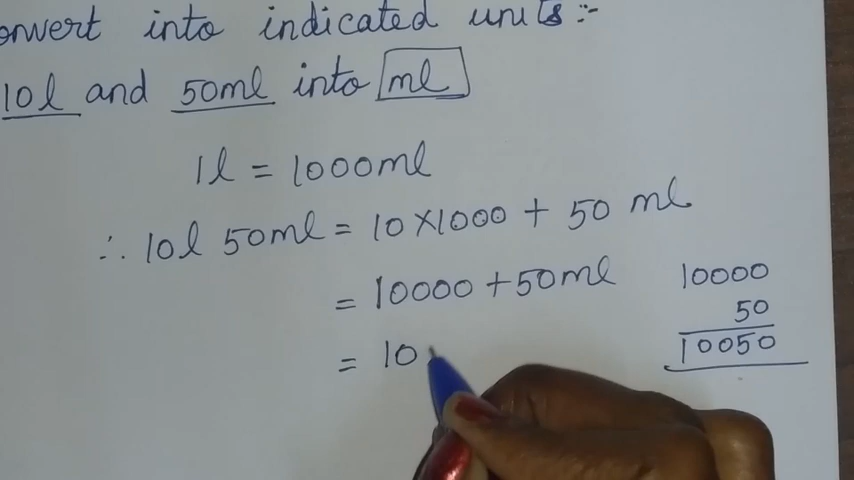 onvert into indicated units :-
10l and 50ml into ml
1l = 1000ml
∴ 10l 50ml = 10×1000 + 50 ml
= 10000 + 50ml
= 10
10000
50
10050